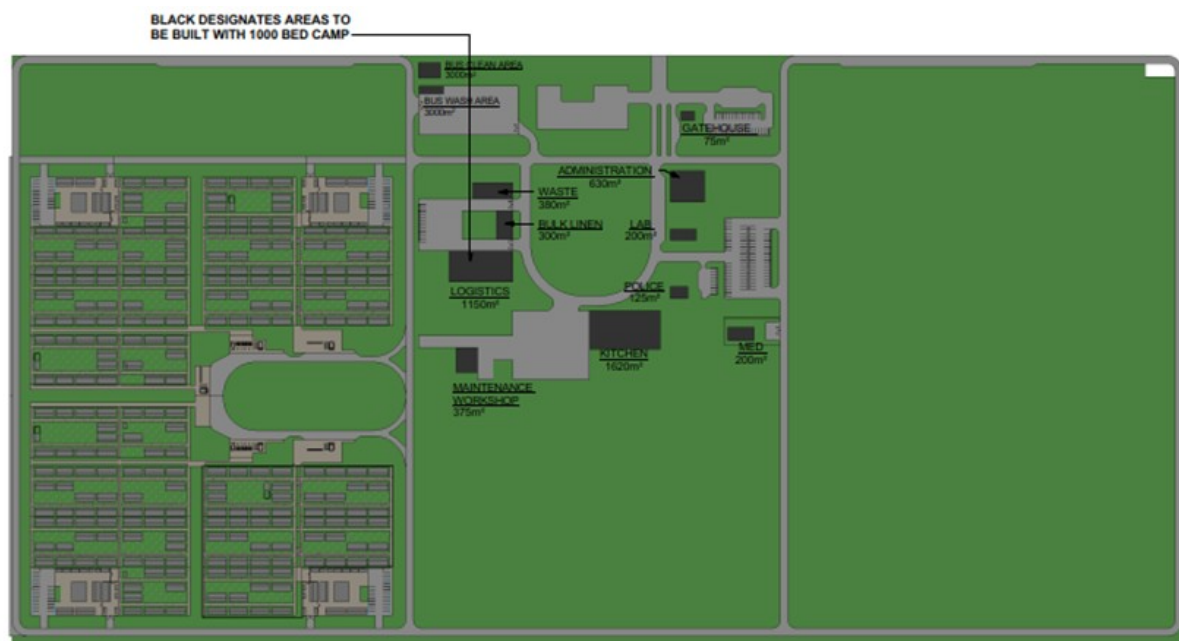 BLACK DESIGNATES AREAS TO
BE BUILT WITH 1000 BED CAMP
BUS CLEAN AREA
3000m²
BUS WASH AREA
3000m²
GATEHOUSE
75m²
ADMINISTRATION
630m²
WASTE
380m²
BULK LINEN
300m²
LAB
200m²
LOGISTICS
1150m²
POLICE
125m²
KITCHEN
1620m²
MED
200m²
MAINTENANCE
WORKSHOP
375m²